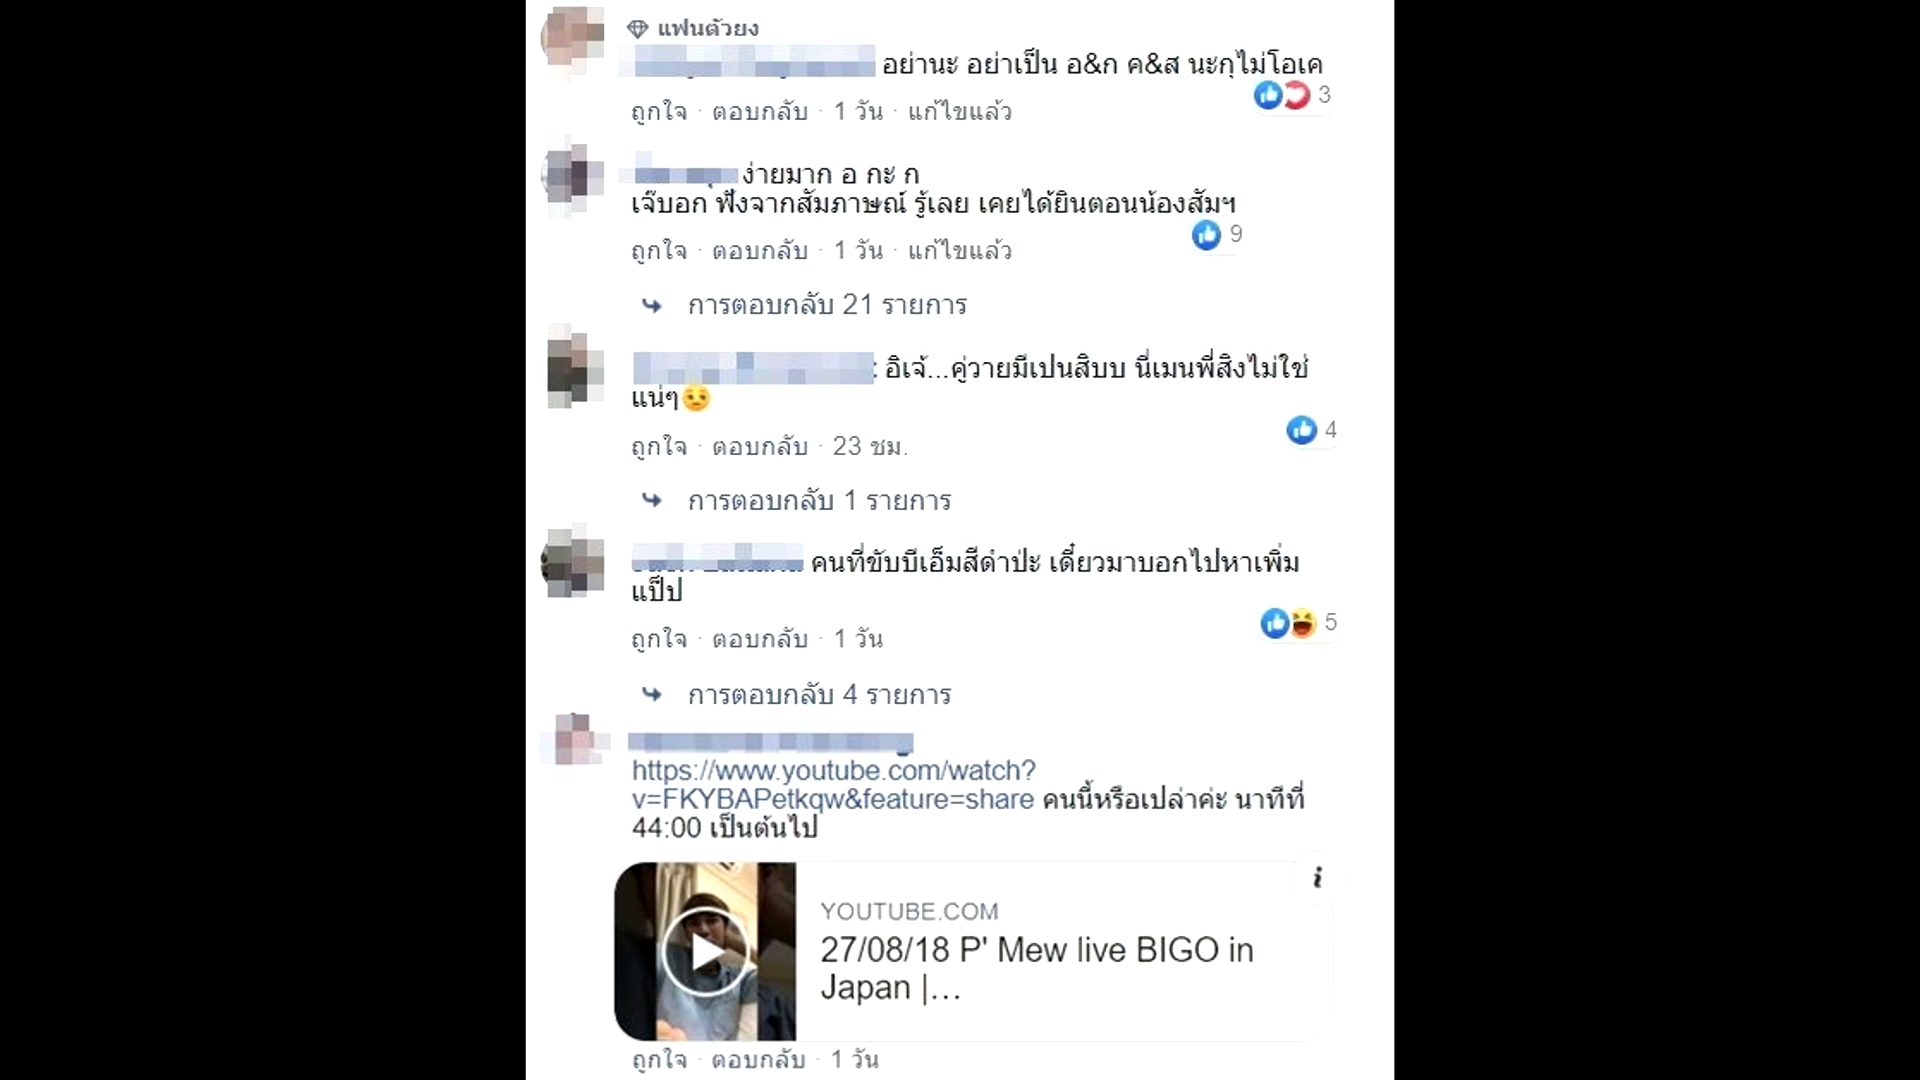 แฟนตัวยง
อย่านะ อย่าเป็น อ&ก ค&ส นะกุไม่โอเค
3
ถูกใจ · ตอบกลับ · 1 วัน · แก้ไขแล้ว
ง่ายมาก อ กะ ก
เจ๊บอก ฟังจากสัมภาษณ์ รู้เลย เคยได้ยินตอนน้องสัมฯ
9
ถูกใจ · ตอบกลับ · 1 วัน · แก้ไขแล้ว
การตอบกลับ 21 รายการ
: อิเจ้...คู่วายมีเปนสิบบ นี่เมนพี่สิงไม่ใช่
แน่ๆ😒
4
ถูกใจ · ตอบกลับ · 23 ชม.
การตอบกลับ 1 รายการ
คนที่ขับบีเอ็มสีดำป่ะ เดี๋ยวมาบอกไปหาเพิ่ม
แป๊ป
5
ถูกใจ · ตอบกลับ · 1 วัน
การตอบกลับ 4 รายการ
https://www.youtube.com/watch?
v=FKYBAPetkqw&feature=share คนนี้หรือเปล่าค่ะ นาทีที่
44:00 เป็นต้นไป
YOUTUBE.COM
27/08/18 P' Mew live BIGO in
Japan |...
ถูกใจ · ตอบกลับ · 1 วัน